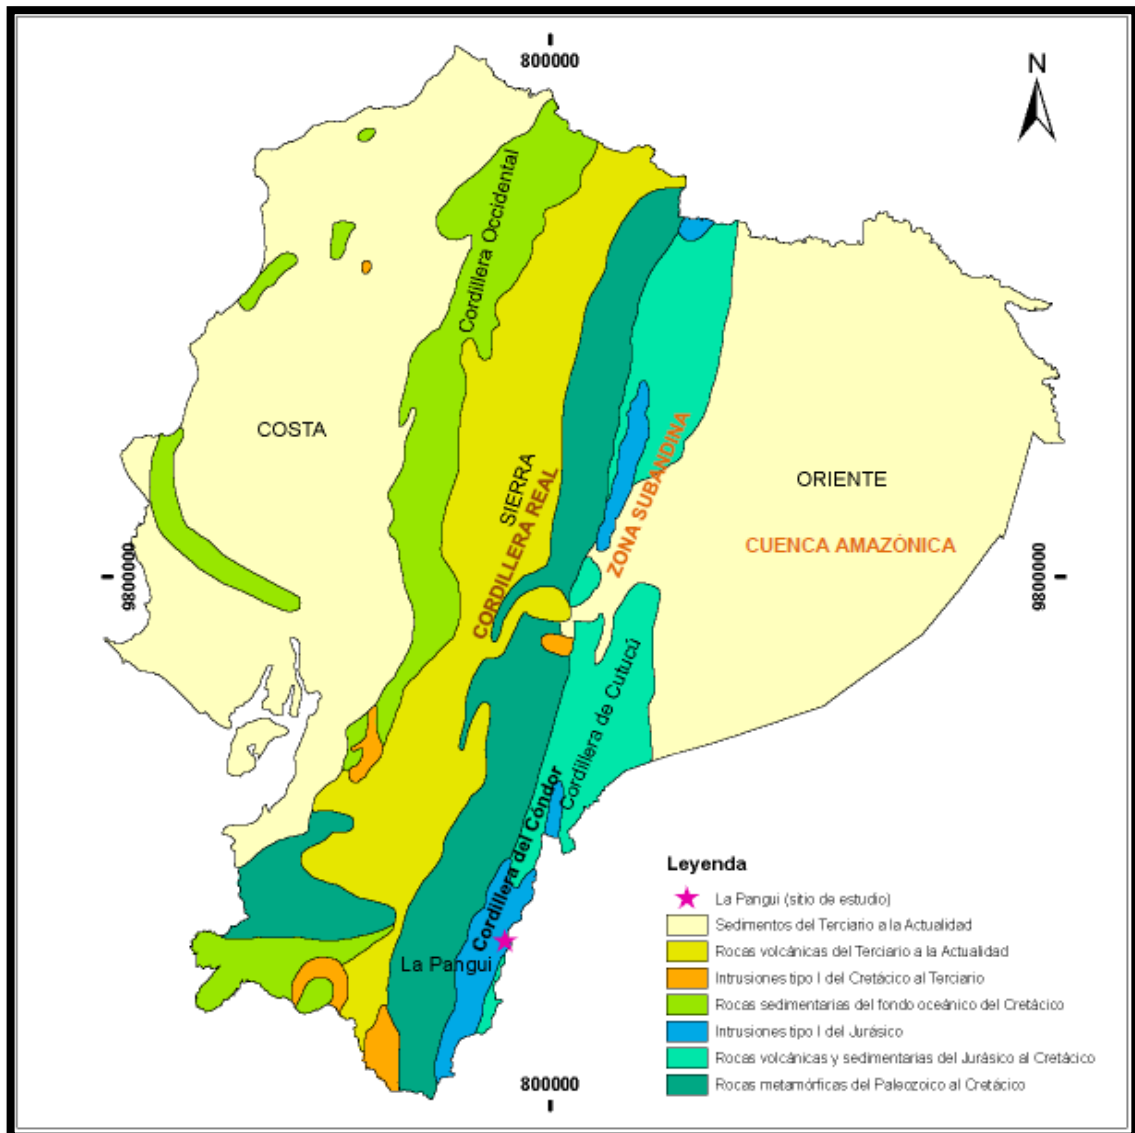 800000
N
Cordillera Occidental
COSTA
SIERRA
CORDILLERA REAL
ZONA SUBANDINA
ORIENTE
CUENCA AMAZÓNICA
9800000
9800000
Cordillera de Cutucú
Cordillera del Cóndor
La Pangui
Leyenda
La Pangui (sitio de estudio)
Sedimentos del Terciario a la Actualidad
Rocas volcánicas del Terciario a la Actualidad
Intrusiones tipo I del Cretácico al Terciario
Rocas sedimentarias del fondo oceánico del Cretácico
Intrusiones tipo I del Jurásico
Rocas volcánicas y sedimentarias del Jurásico al Cretácico
Rocas metamórficas del Paleozoico al Cretácico
800000